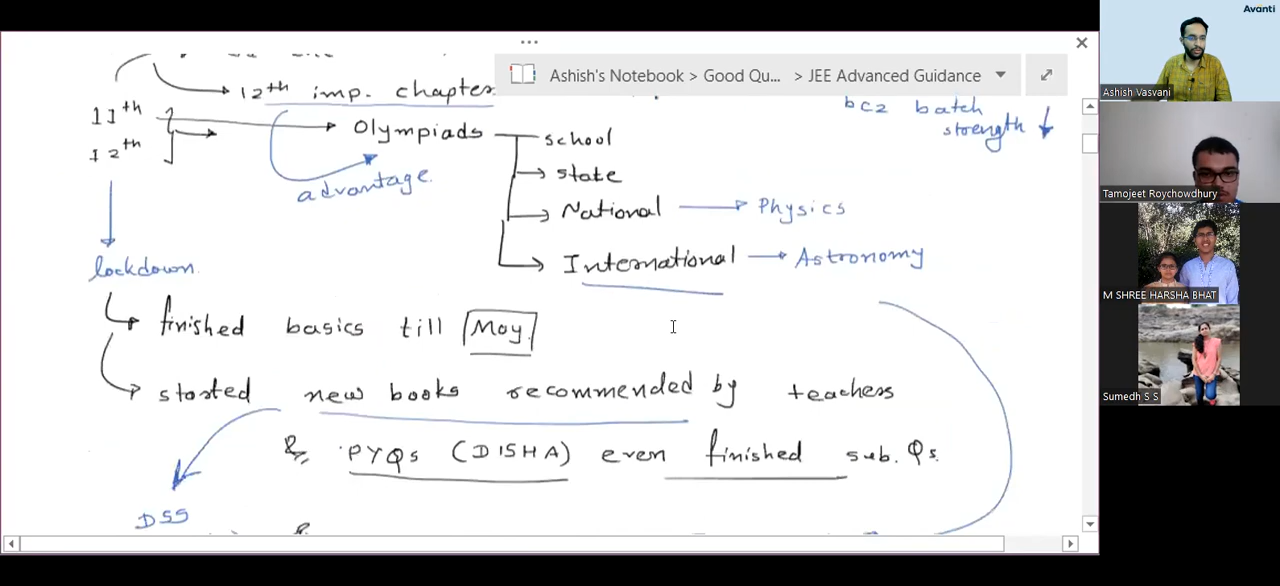 Avanti
Ashish's Notebook > Good Qu... > JEE Advanced Guidance
12th imp. chapter
11th
12th
Olympiads
school
advantage.
state
National
Physics
International
Astronomy
bc2 batch
strength ↓
lockdown.
finished basics till May.
started new books recommended by teachers
& PYQs (DISHA) even finished sub. Qs.
DSS
&
Ashish Vasvani
Tamojeet Roychowdhury
M SHREE HARSHA BHAT
Sumedh S S